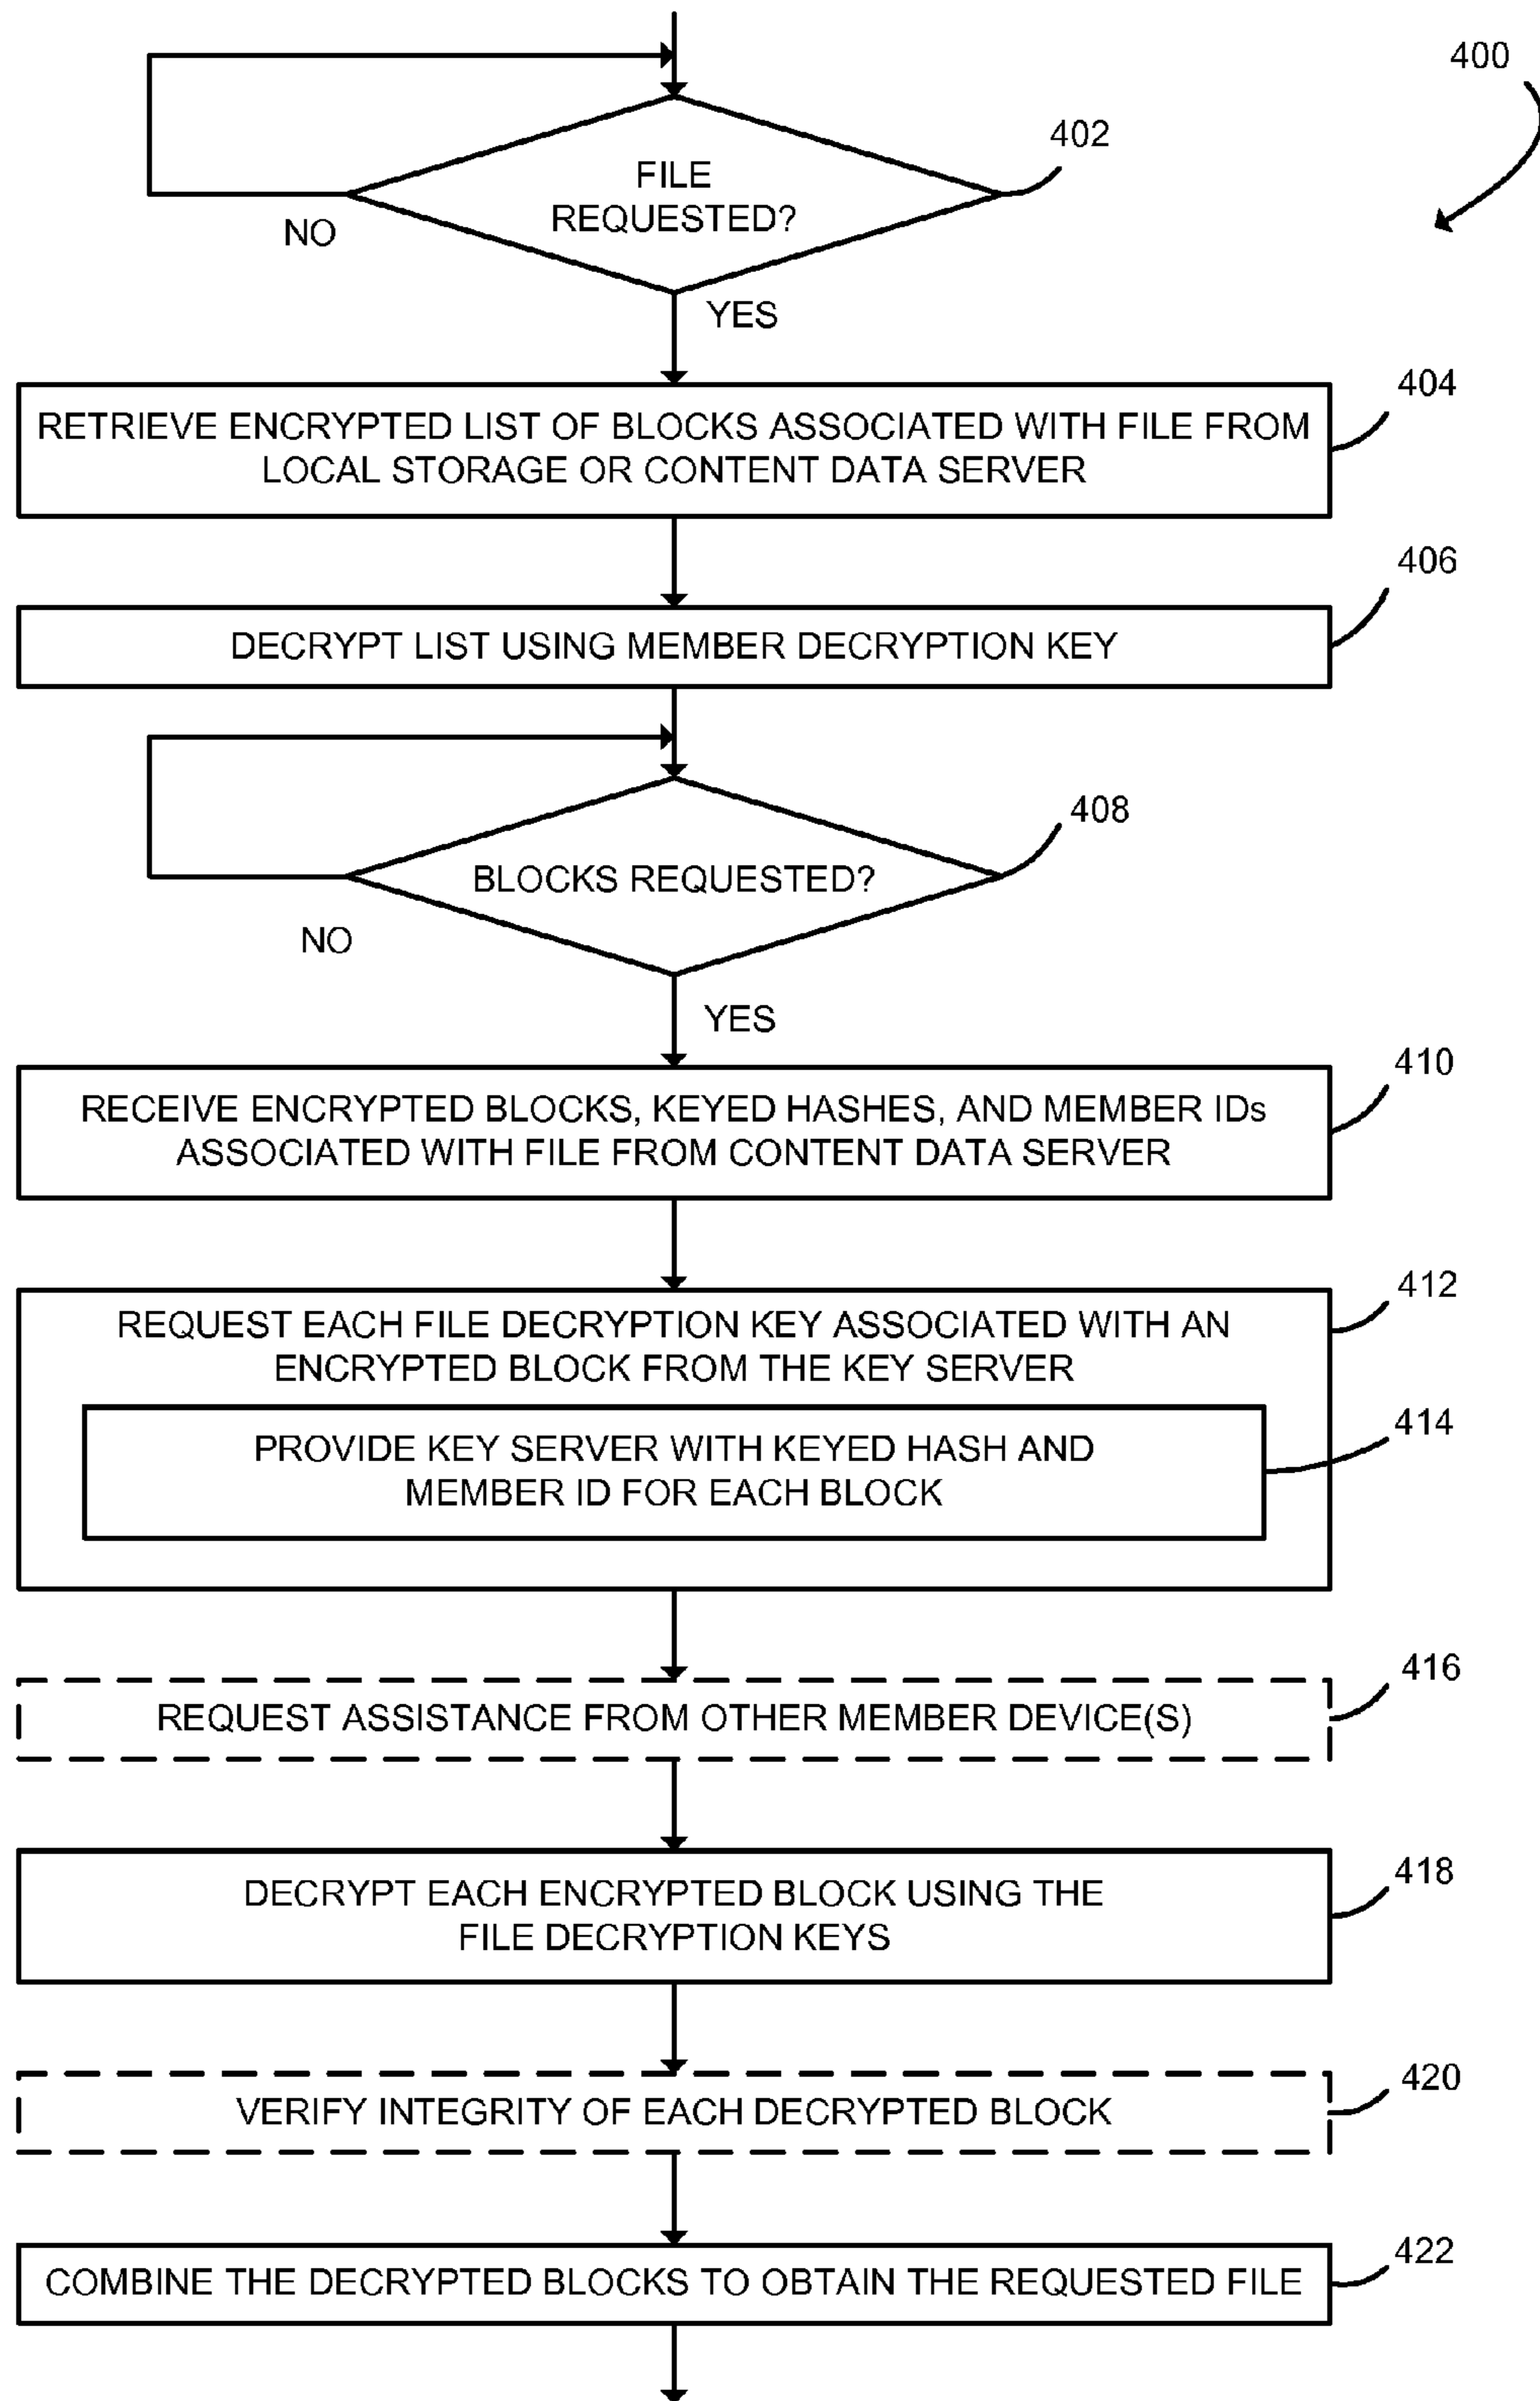 400
402
FILE
REQUESTED?
NO
YES
404
RETRIEVE ENCRYPTED LIST OF BLOCKS ASSOCIATED WITH FILE FROM
LOCAL STORAGE OR CONTENT DATA SERVER
406
DECRYPT LIST USING MEMBER DECRYPTION KEY
408
BLOCKS REQUESTED?
NO
YES
410
RECEIVE ENCRYPTED BLOCKS, KEYED HASHES, AND MEMBER IDs
ASSOCIATED WITH FILE FROM CONTENT DATA SERVER
412
REQUEST EACH FILE DECRYPTION KEY ASSOCIATED WITH AN
ENCRYPTED BLOCK FROM THE KEY SERVER
414
PROVIDE KEY SERVER WITH KEYED HASH AND
MEMBER ID FOR EACH BLOCK
416
REQUEST ASSISTANCE FROM OTHER MEMBER DEVICE(S)
418
DECRYPT EACH ENCRYPTED BLOCK USING THE
FILE DECRYPTION KEYS
420
VERIFY INTEGRITY OF EACH DECRYPTED BLOCK
422
COMBINE THE DECRYPTED BLOCKS TO OBTAIN THE REQUESTED FILE